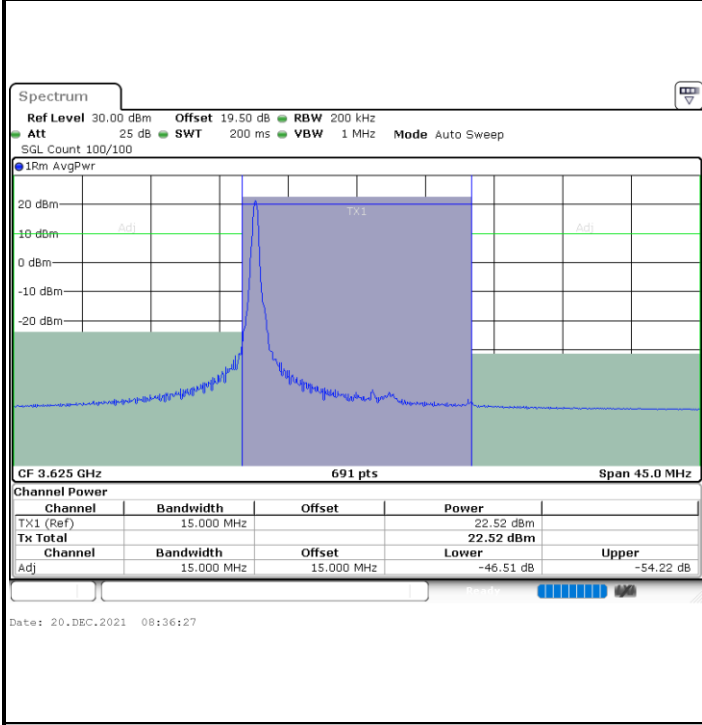 Spectrum
Ref Level 30.00 dBm Offset 19.50 dB RBW 200 kHz
Att 25 dB SWT 200 ms VBW 1 MHz Mode Auto Sweep
SGL Count 100/100
1Rm AvgPwr
20 dBm
TX1
Adj Adj
10 dBm
0 dBm
-10 dBm
-20 dBm
CF 3.625 GHz 691 pts Span 45.0 MHz
Channel Power
Channel Bandwidth Offset Power
TX1 (Ref) 15.000 MHz 22.52 dBm
Tx Total 22.52 dBm
Channel Bandwidth Offset Lower Upper
Adj 15.000 MHz 15.000 MHz -46.51 dB -54.22 dB
Ready
Date: 20.DEC.2021 08:36:27